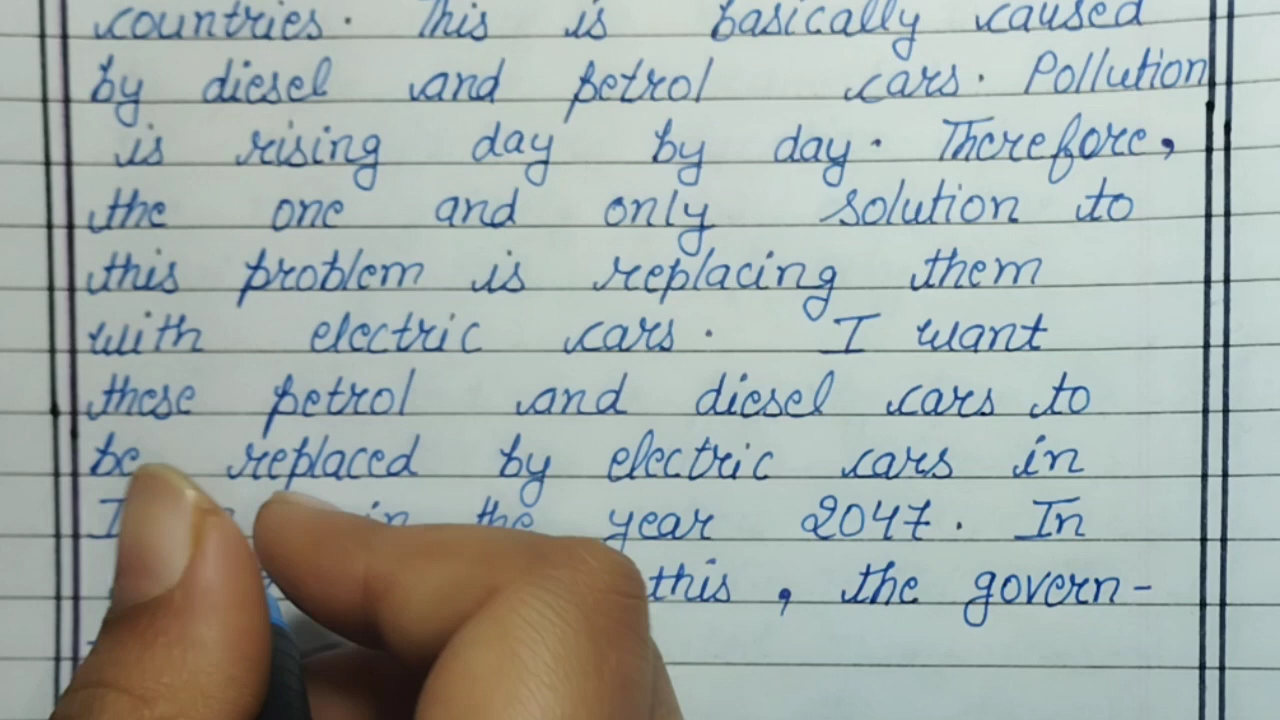 countries. This is basically caused
by diesel and petrol cars. Pollution
is rising day by day. Therefore,
the one and only solution to
this problem is replacing them
with electric cars. I want
these petrol and diesel cars to
be replaced by electric cars in
in the year 2047. In
this, the govern-